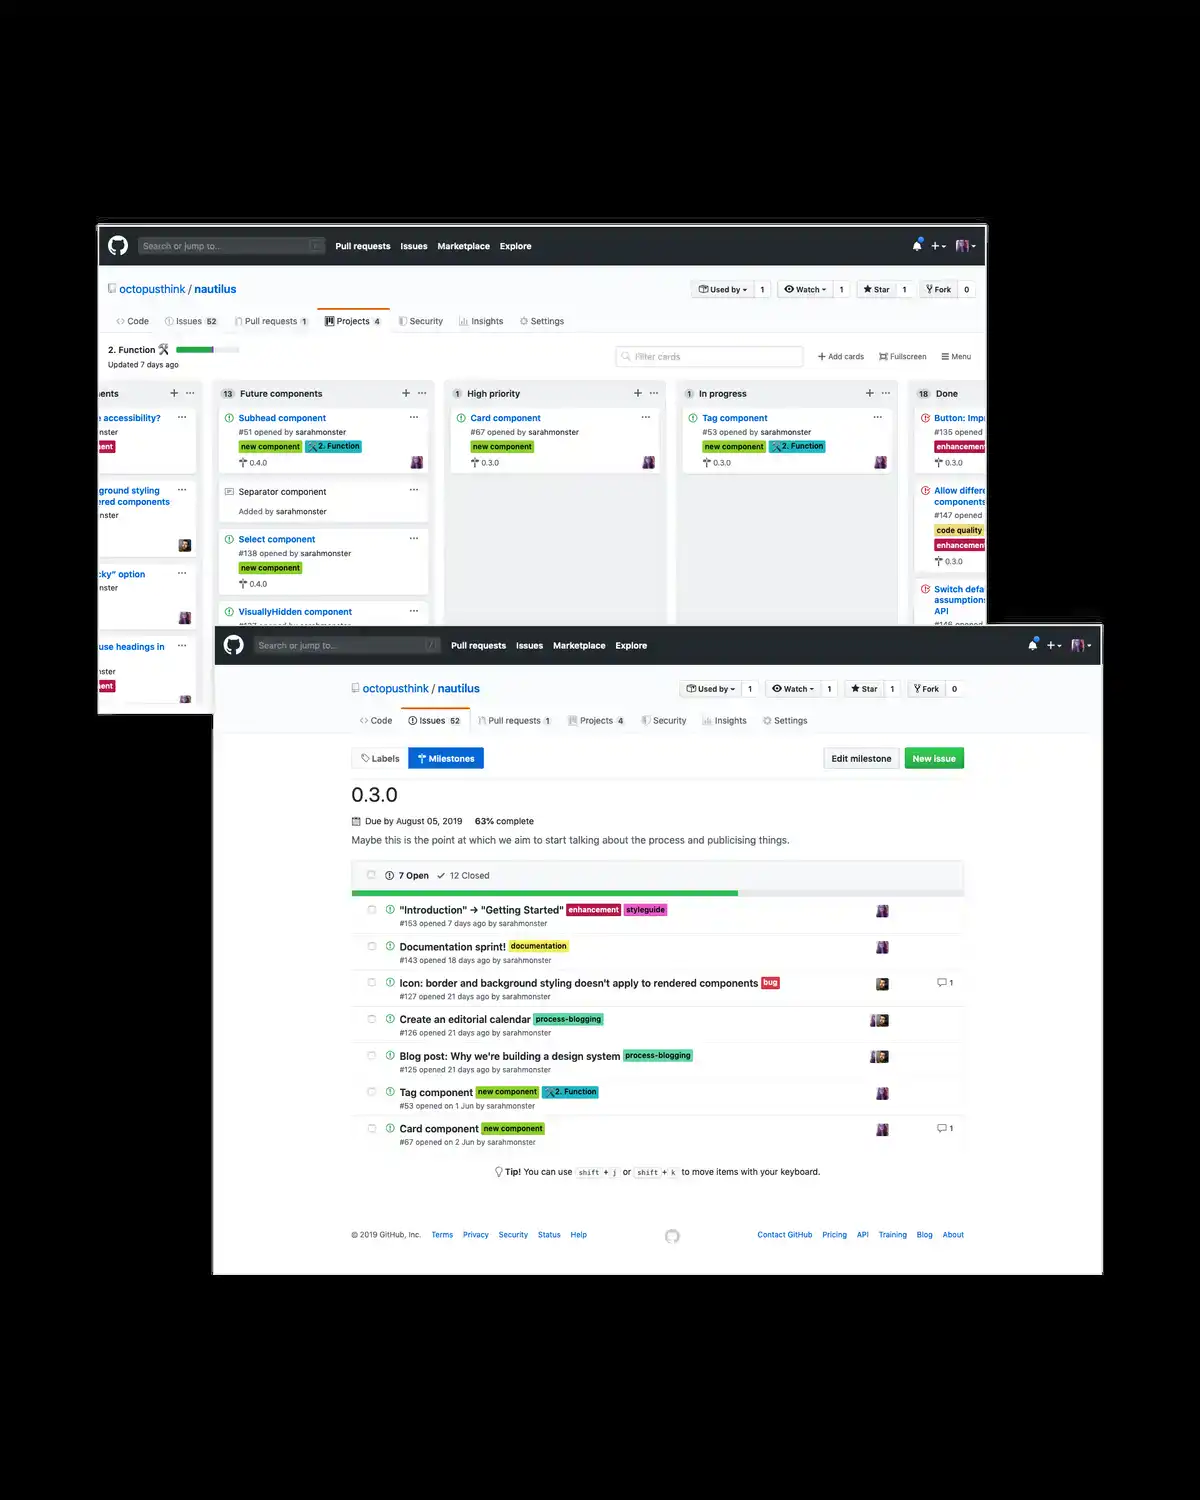 Search or jump to...
Pull requests Issues Marketplace Explore
octopusthink / nautilus
Used by 1 Watch 1 Star 1 Fork 0
Code Issues 52 Pull requests 1 Projects 4 Security Insights Settings
2. Function
Updated 7 days ago
Filter cards
Add cards Fullscreen Menu
ents
accessibility?
nster
ent
ground styling
ered components
nster
cky" option
nster
use headings in
nster
ent
13 Future components
Subhead component
#51 opened by sarahmonster
new component 2. Function
0.4.0
Separator component
Added by sarahmonster
Select component
#138 opened by sarahmonster
new component
0.4.0
VisuallyHidden component
1 High priority
Card component
#67 opened by sarahmonster
new component
0.3.0
1 In progress
Tag component
#53 opened by sarahmonster
new component 2. Function
0.3.0
18 Done
Button: Impr
#135 opened
enhancement
0.3.0
Allow differe
components
#147 opened
code quality
enhancement
0.3.0
Switch defa
assumptions
API
Search or jump to... /
Pull requests Issues Marketplace Explore
octopusthink / nautilus
Used by 1 Watch 1 Star 1 Fork 0
Code Issues 52 Pull requests 1 Projects 4 Security Insights Settings
Labels Milestones
Edit milestone New issue
0.3.0
Due by August 05, 2019 63% complete
Maybe this is the point at which we aim to start talking about the process and publicising things.
7 Open 12 Closed
"Introduction" → "Getting Started" enhancement styleguide
#153 opened 7 days ago by sarahmonster
Documentation sprint! documentation
#143 opened 18 days ago by sarahmonster
Icon: border and background styling doesn't apply to rendered components bug
1
#127 opened 21 days ago by sarahmonster
Create an editorial calendar process-blogging
#126 opened 21 days ago by sarahmonster
Blog post: Why we're building a design system process-blogging
#125 opened 21 days ago by sarahmonster
Tag component new component 2. Function
#53 opened on 1 Jun by sarahmonster
Card component new component
1
#67 opened on 2 Jun by sarahmonster
Tip! You can use shift + j or shift + k to move items with your keyboard.
© 2019 GitHub, Inc. Terms Privacy Security Status Help
Contact GitHub Pricing API Training Blog About